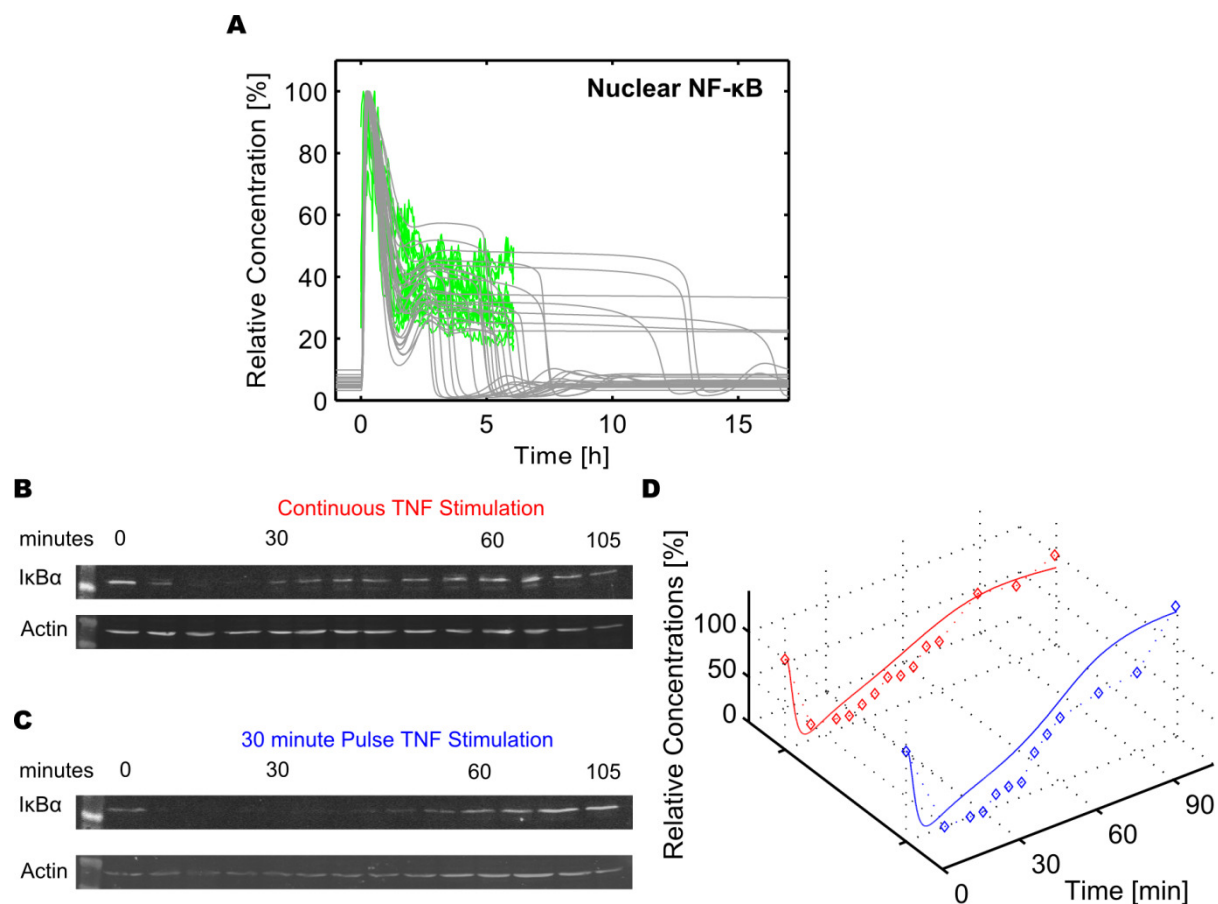 A
Nuclear NF-κB
Relative Concentration [%]
100
80
60
40
20
0
0 5 10 15
Time [h]
B
Continuous TNF Stimulation
minutes 0 30 60 105
IκBα
Actin
C
30 minute Pulse TNF Stimulation
minutes 0 30 60 105
IκBα
Actin
D
Relative Concentrations [%]
100
50
0
0 30 60 90
Time [min]